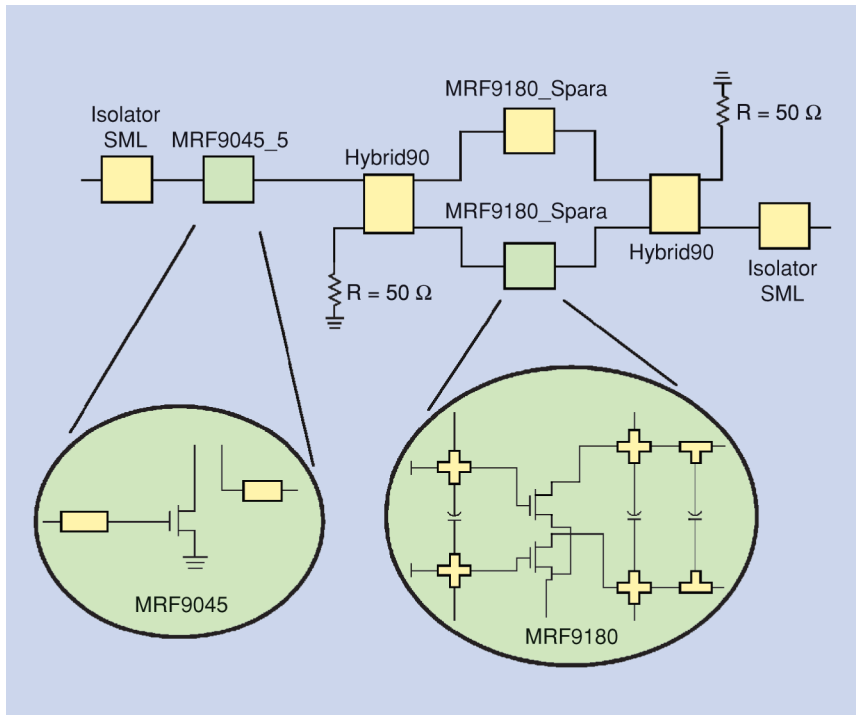 MRF9180_Spara
Isolator
SML
MRF9045_5
R = 50 Ω
Hybrid90
MRF9180_Spara
Hybrid90
Isolator
SML
R = 50 Ω
MRF9045
MRF9180